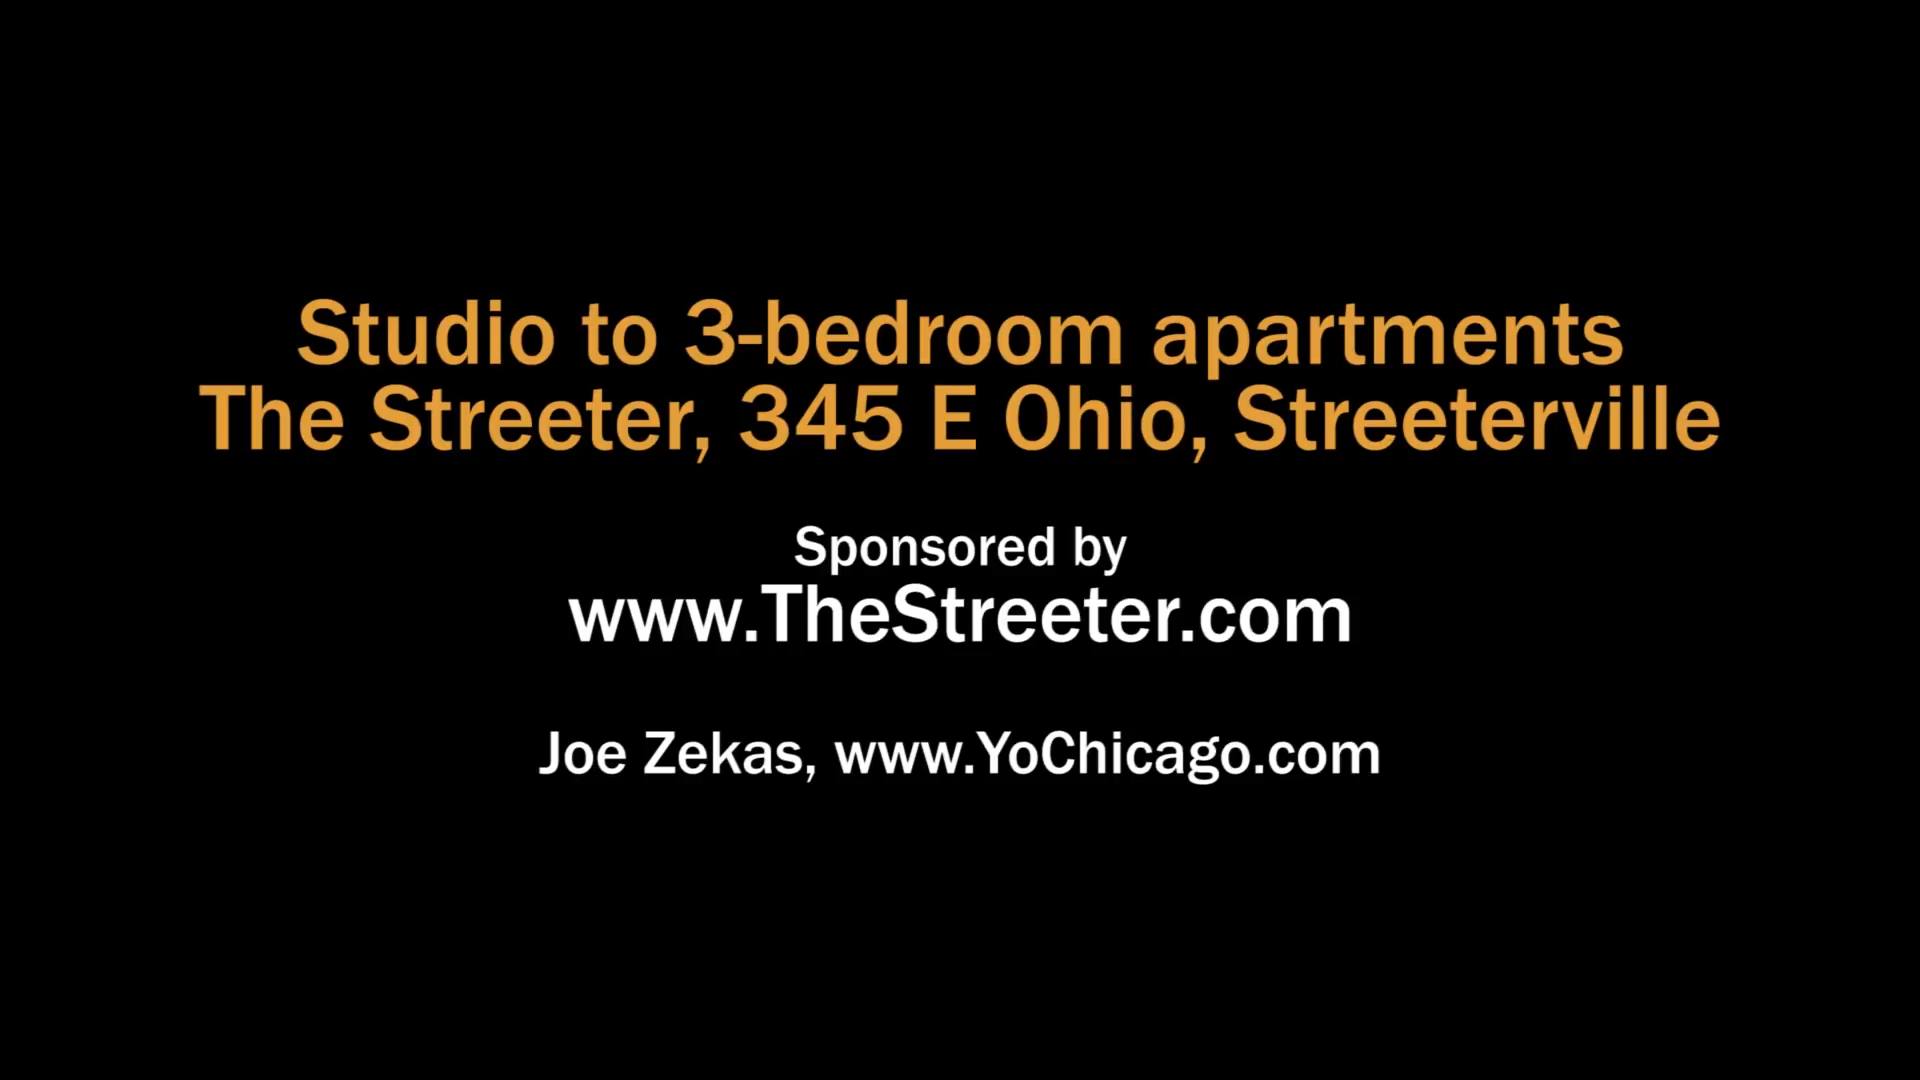 Studio to 3-bedroom apartments
The Streeter, 345 E Ohio, Streeterville
Sponsored by
www.TheStreeter.com
Joe Zekas, www.YoChicago.com